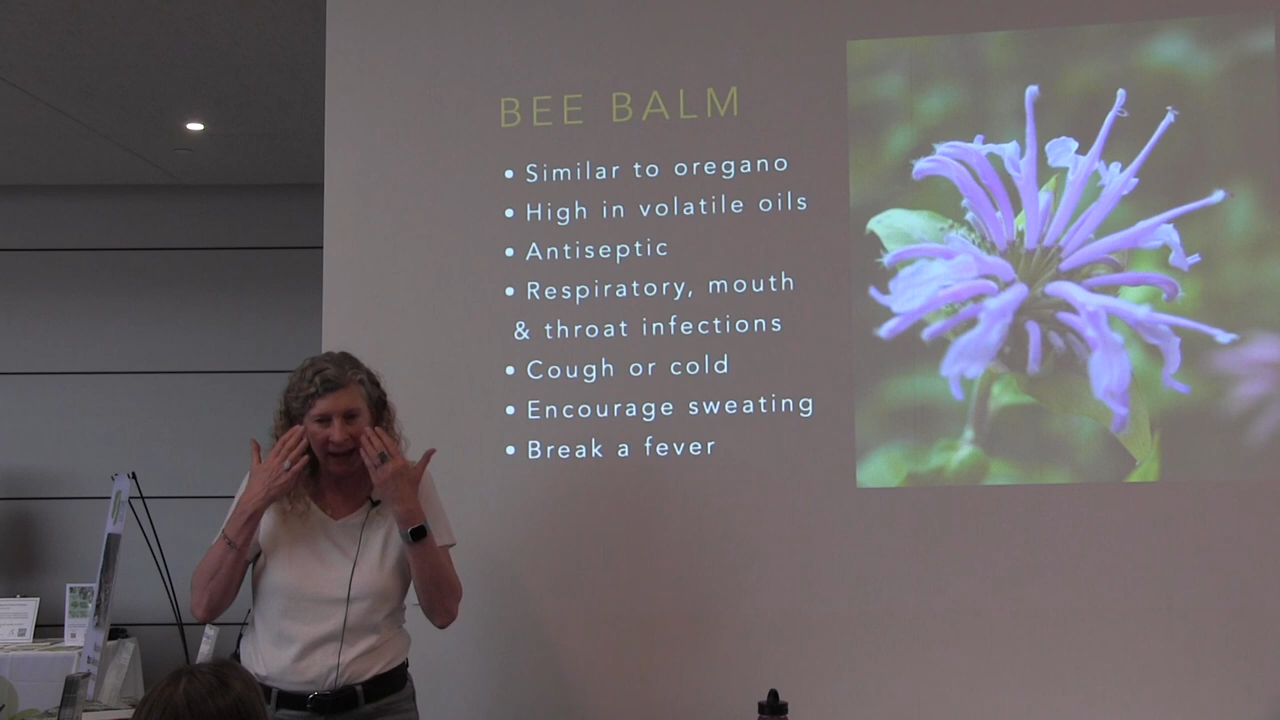 BEE BALM
• Similar to oregano
• High in volatile oils
• Antiseptic
• Respiratory, mouth
& throat infections
• Cough or cold
• Encourage sweating
• Break a fever